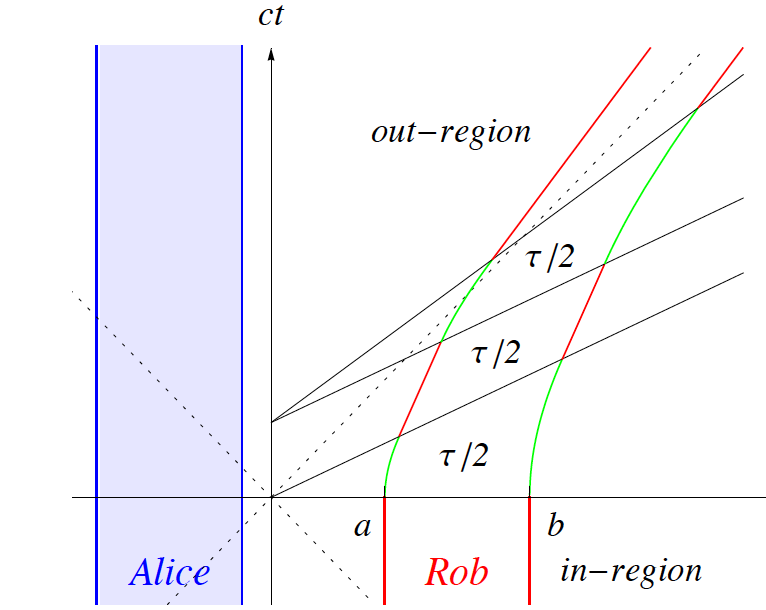 ct
out−region
τ/2
τ/2
τ/2
a
b
Alice
Rob
in−region